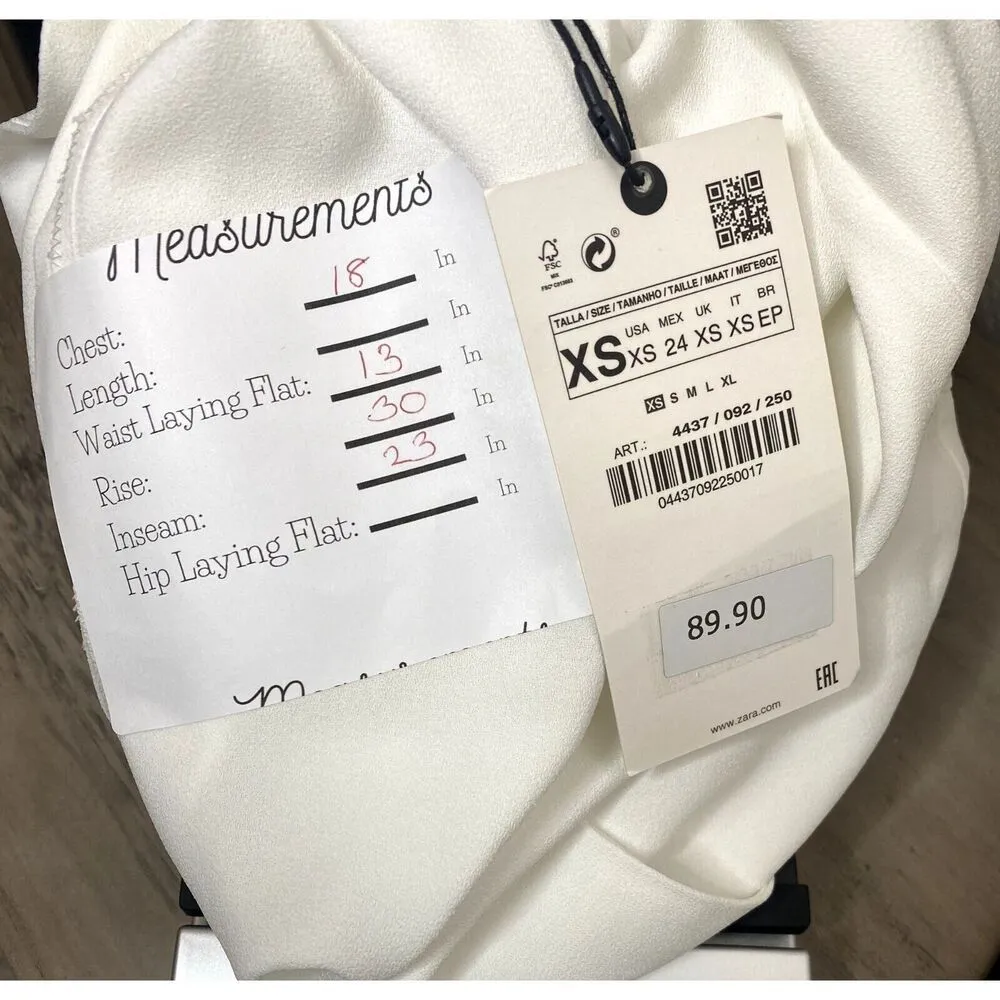 Measurements
Chest: 18 In
Length: In
Waist Laying Flat: 13 In
Rise: 30 In
Inseam: 23 In
Hip Laying Flat: In
FSC
MIX
®
TALLA / SIZE / TAMANHO / TAILLE / MAAT / ΜΕΓΕΘΟΣ
USA MEX UK IT BR
XS XS 24 XS XS EP
XS S M L XL
ART.: 4437 / 092 / 250
04437092250017
89.90
EAC
www.zara.com